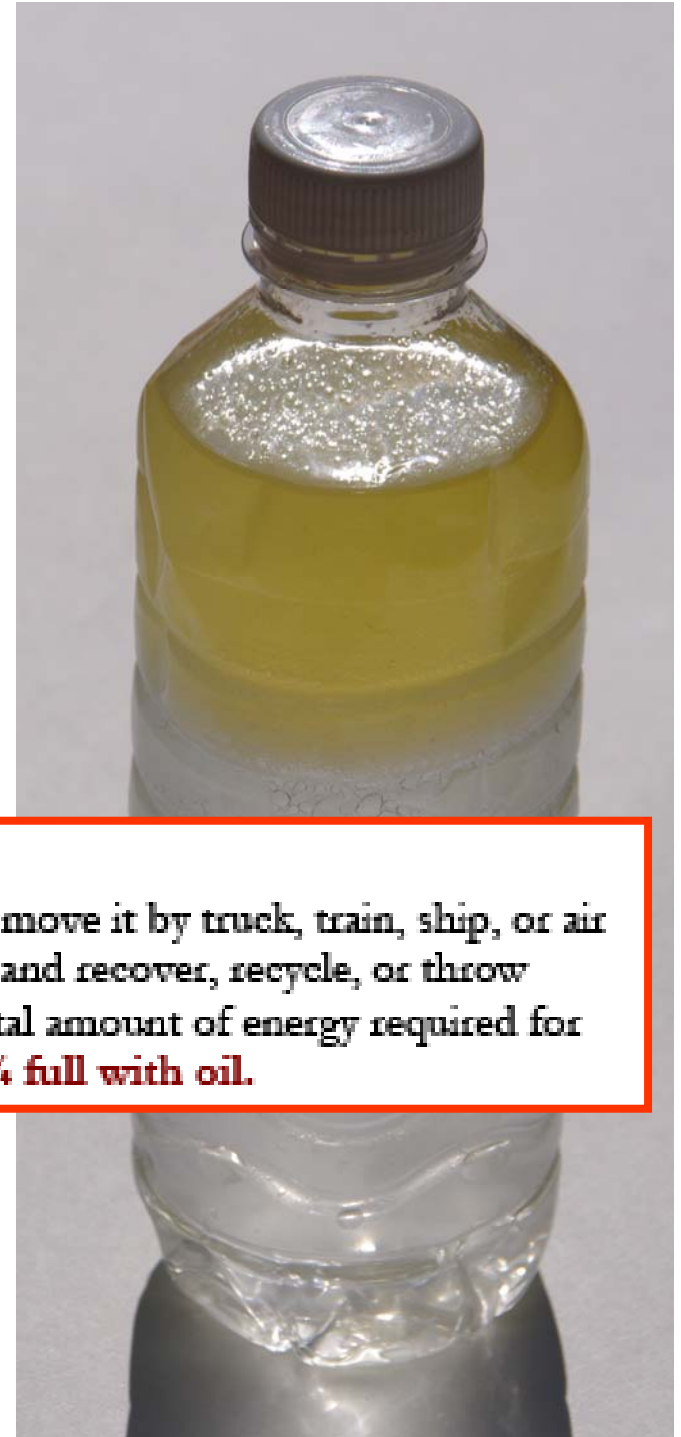 move it by truck, train, ship, or air
and recover, recycle, or throw
tal amount of energy required for
¼ full with oil.